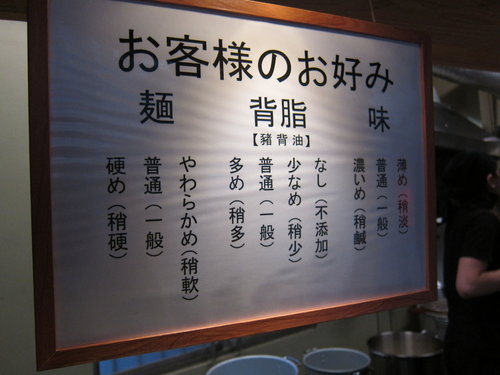 お客様のお好み
味
薄め（稍淡）
普通（一般）
濃いめ（稍鹹）
背脂
【豬背油】
なし（不添加）
少なめ（稍少）
普通（一般）
多め（稍多）
麺
やわらかめ（稍軟）
普通（一般）
硬め（稍硬）